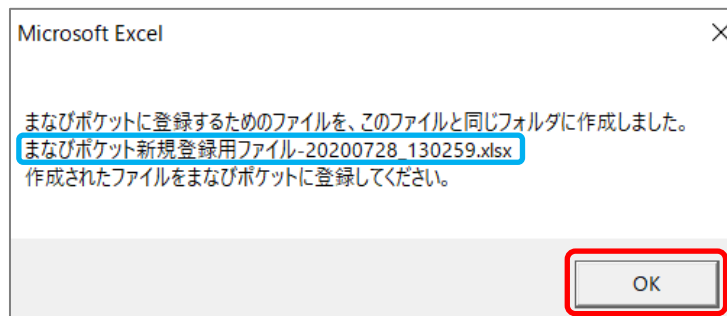 Microsoft Excel
まなびポケットに登録するためのファイルを、このファイルと同じフォルダに作成しました。
まなびポケット新規登録用ファイル-20200728_130259.xlsx
作成されたファイルをまなびポケットに登録してください。
OK